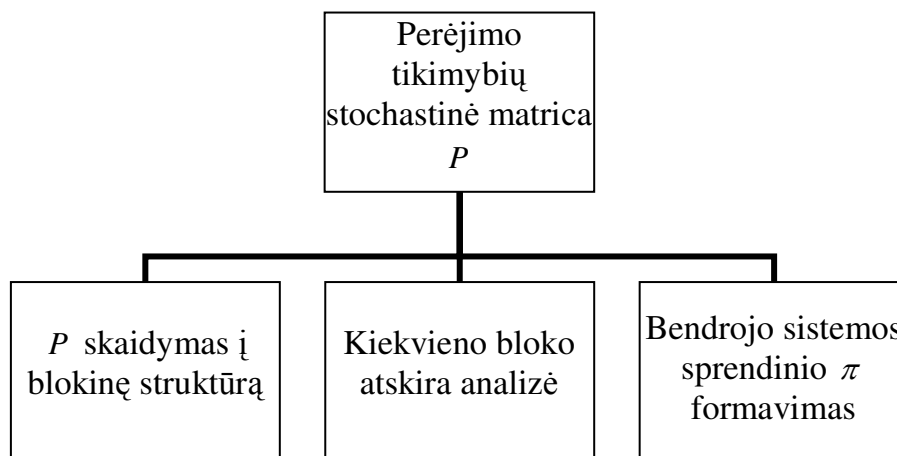 Perėjimo
tikimybių
stochastinė matrica
P
P skaidymas į
blokinę struktūrą
Kiekvieno bloko
atskira analizė
Bendrojo sistemos
sprendinio π
formavimas